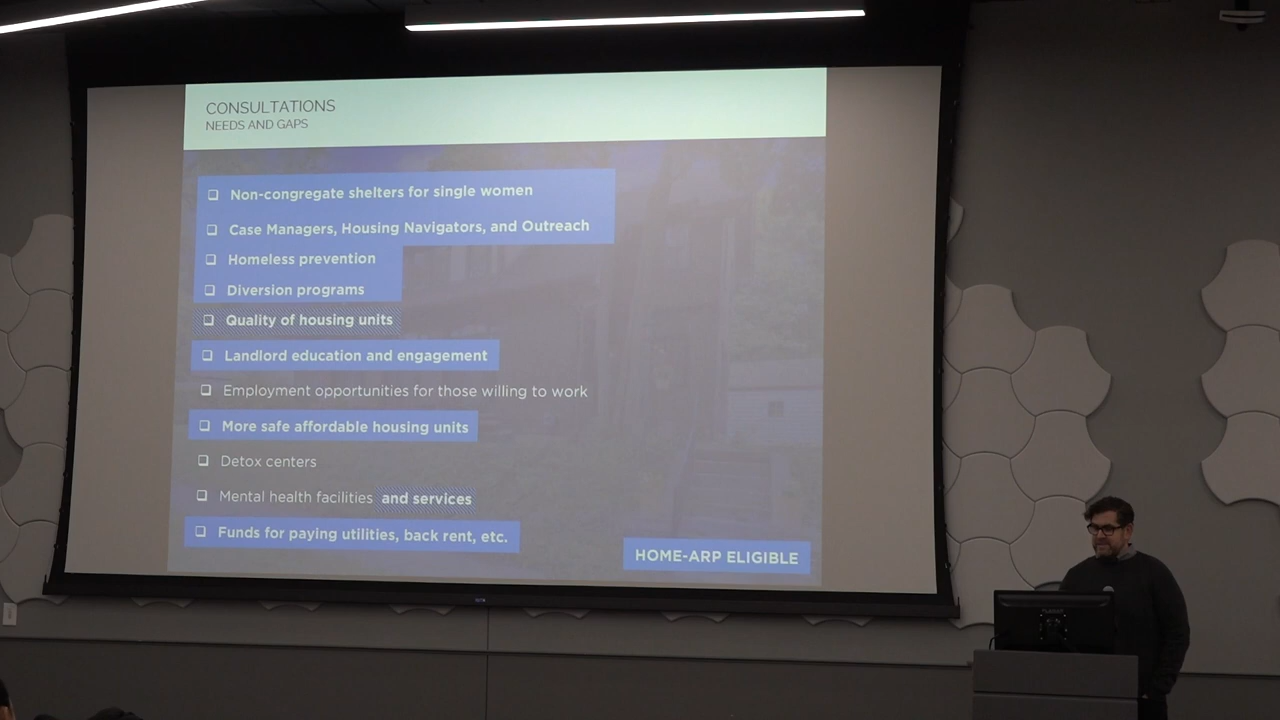 CONSULTATIONS
NEEDS AND GAPS
Non-congregate shelters for single women
Case Managers, Housing Navigators, and Outreach
Homeless prevention
Diversion programs
Quality of housing units
Landlord education and engagement
Employment opportunities for those willing to work
More safe affordable housing units
Detox centers
Mental health facilities and services
Funds for paying utilities, back rent, etc.
HOME-ARP ELIGIBLE